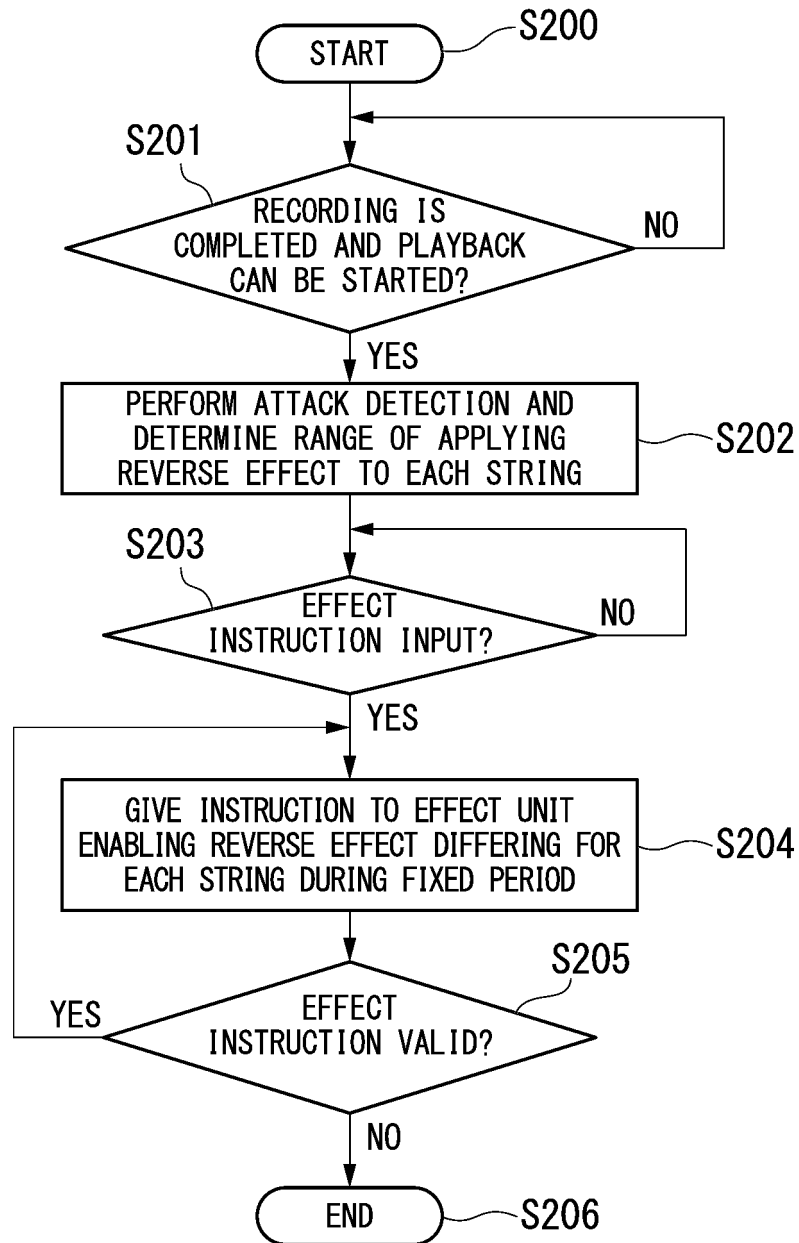 START
S200
S201
RECORDING IS
COMPLETED AND PLAYBACK
CAN BE STARTED?
NO
YES
PERFORM ATTACK DETECTION AND
DETERMINE RANGE OF APPLYING
REVERSE EFFECT TO EACH STRING
S202
S203
EFFECT
INSTRUCTION INPUT?
NO
YES
GIVE INSTRUCTION TO EFFECT UNIT
ENABLING REVERSE EFFECT DIFFERING FOR
EACH STRING DURING FIXED PERIOD
S204
S205
YES
EFFECT
INSTRUCTION VALID?
NO
END
S206